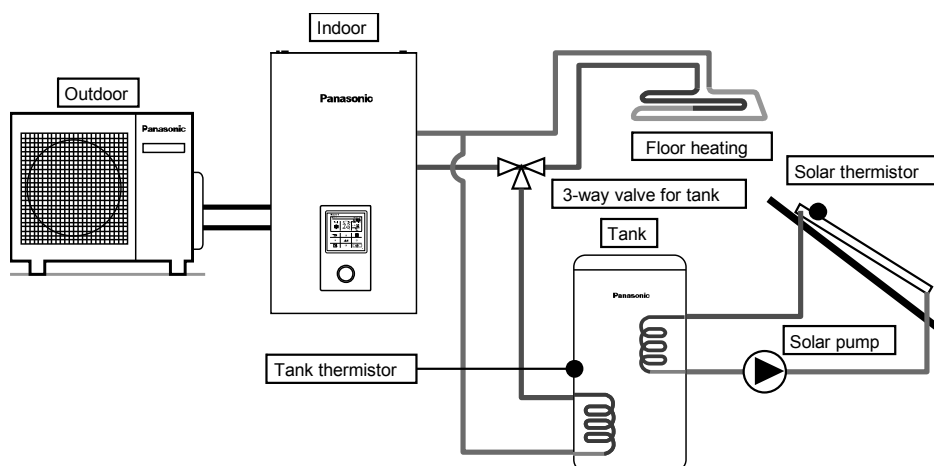 Indoor
Outdoor
Panasonic
Panasonic
Floor heating
Solar thermistor
3-way valve for tank
Tank
Panasonic
Solar pump
Tank thermistor